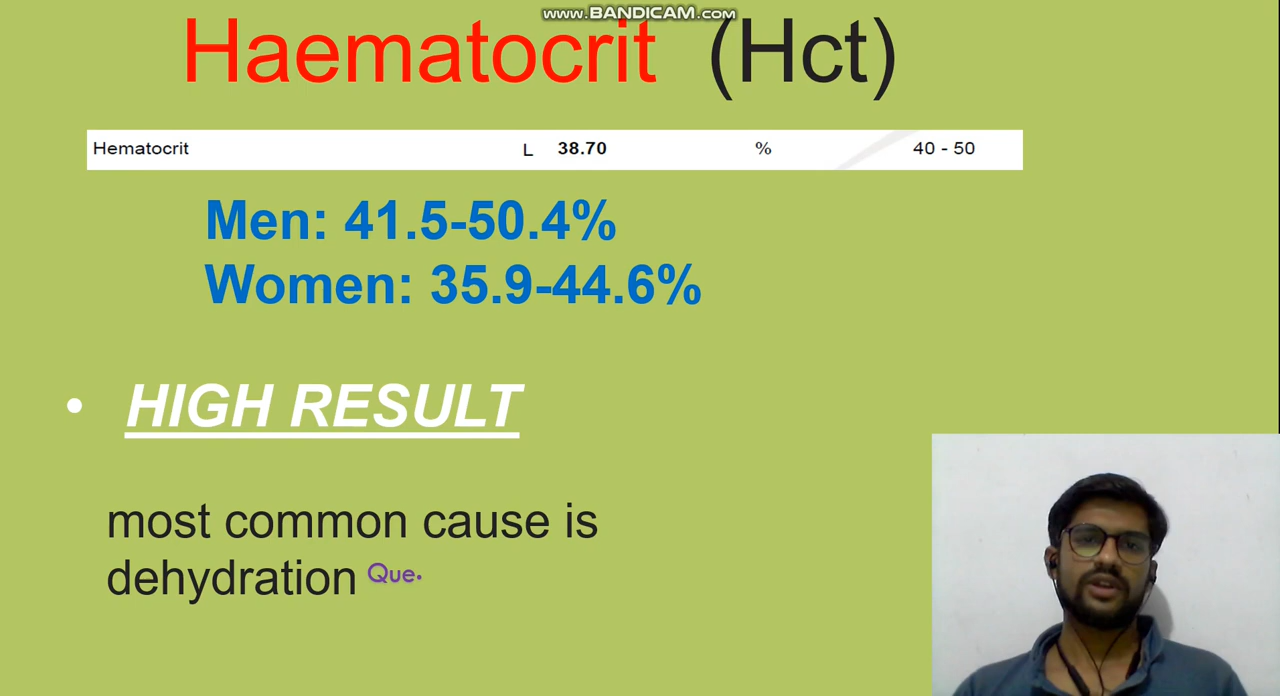 www.BANDICAM.com
Haematocrit (Hct)
Hematocrit L 38.70 % 40 - 50
Men: 41.5-50.4%
Women: 35.9-44.6%
• HIGH RESULT
most common cause is
dehydration Que.